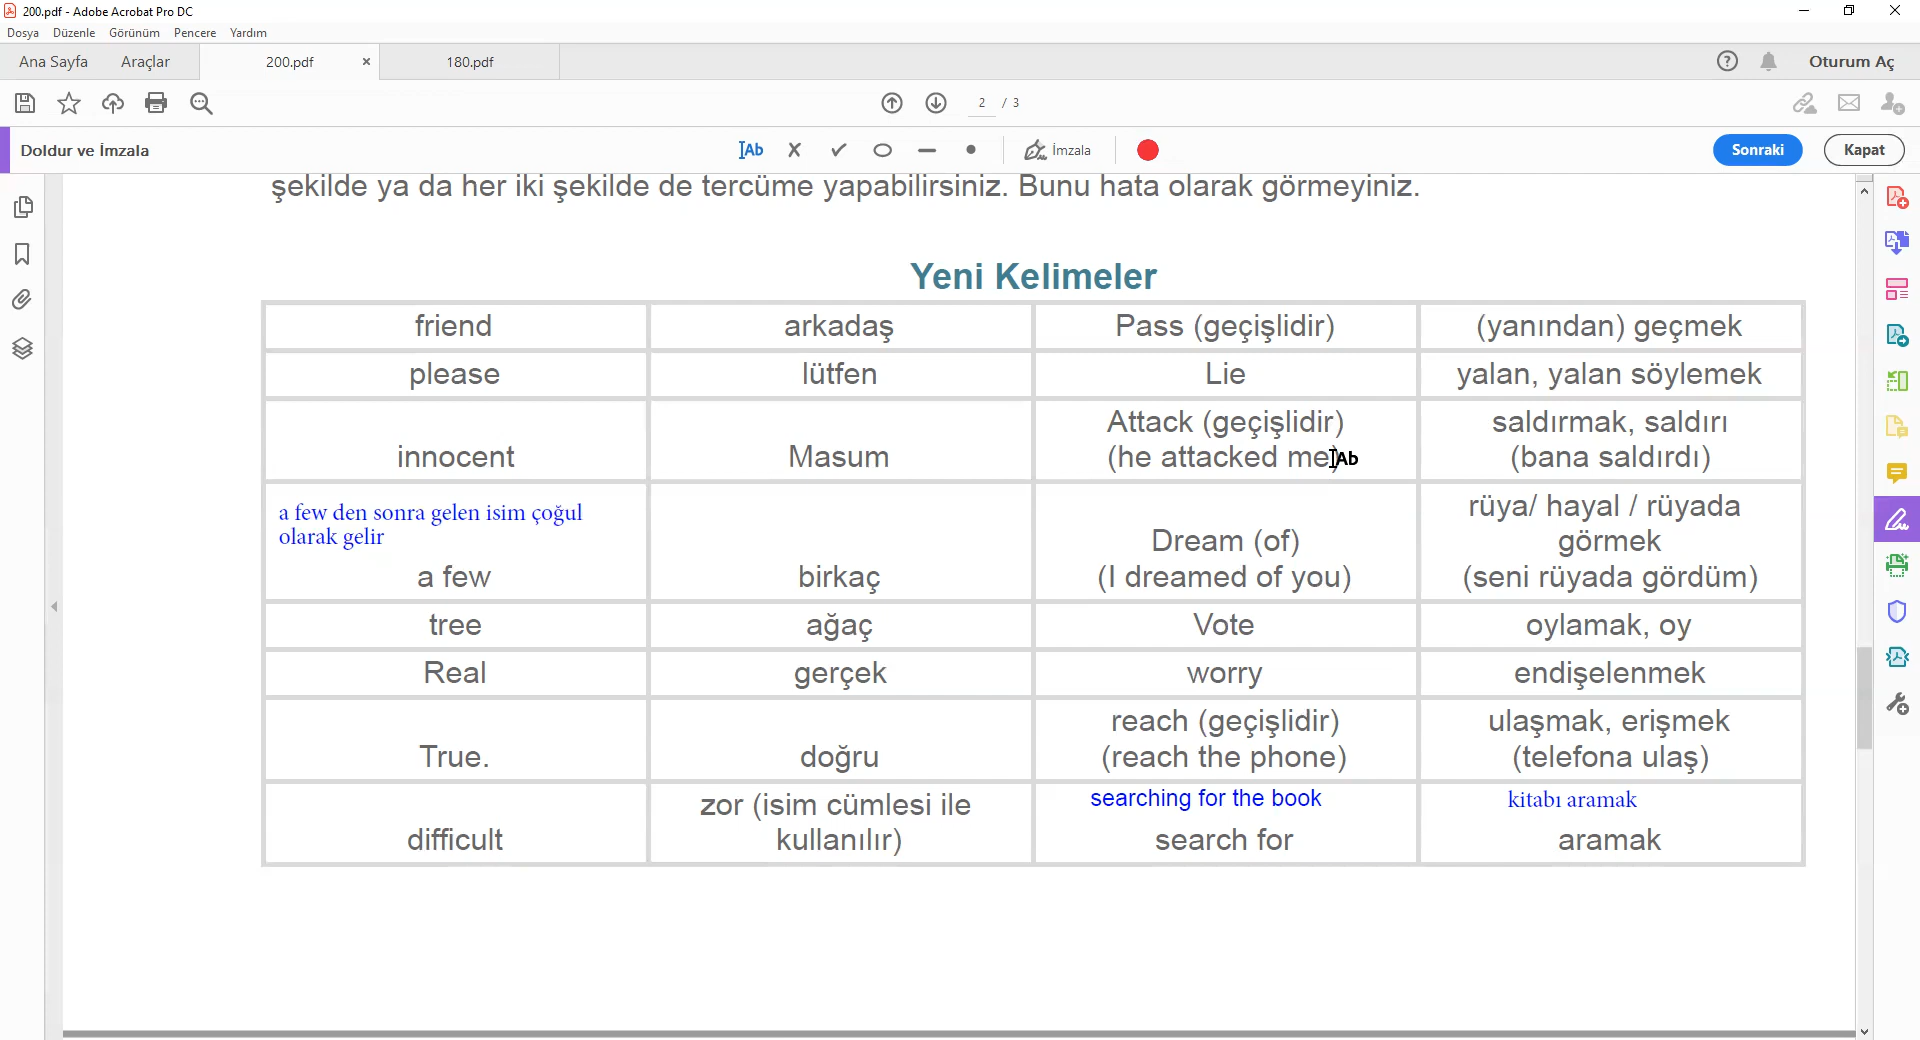 200.pdf - Adobe Acrobat Pro DC
Dosya Düzenle Görünüm Pencere Yardım
Ana Sayfa Araçlar 200.pdf × 180.pdf Oturum Aç
2 / 3
Doldur ve İmzala Ab İmzala Sonraki Kapat
şekilde ya da her iki şekilde de tercüme yapabilirsiniz. Bunu hata olarak görmeyiniz.
Yeni Kelimeler
friend arkadaş Pass (geçişlidir) (yanından) geçmek
please lütfen Lie yalan, yalan söylemek
innocent Masum Attack (geçişlidir) saldırmak, saldırı
(he attacked me) Ab (bana saldırdı)
a few den sonra gelen isim çoğul
olarak gelir
a few birkaç Dream (of) rüya/ hayal / rüyada
görmek
(I dreamed of you) (seni rüyada gördüm)
tree ağaç Vote oylamak, oy
Real gerçek worry endişelenmek
True. doğru reach (geçişlidir) ulaşmak, erişmek
(reach the phone) (telefona ulaş)
difficult zor (isim cümlesi ile
kullanılır)
searching for the book kitabı aramak
search for aramak